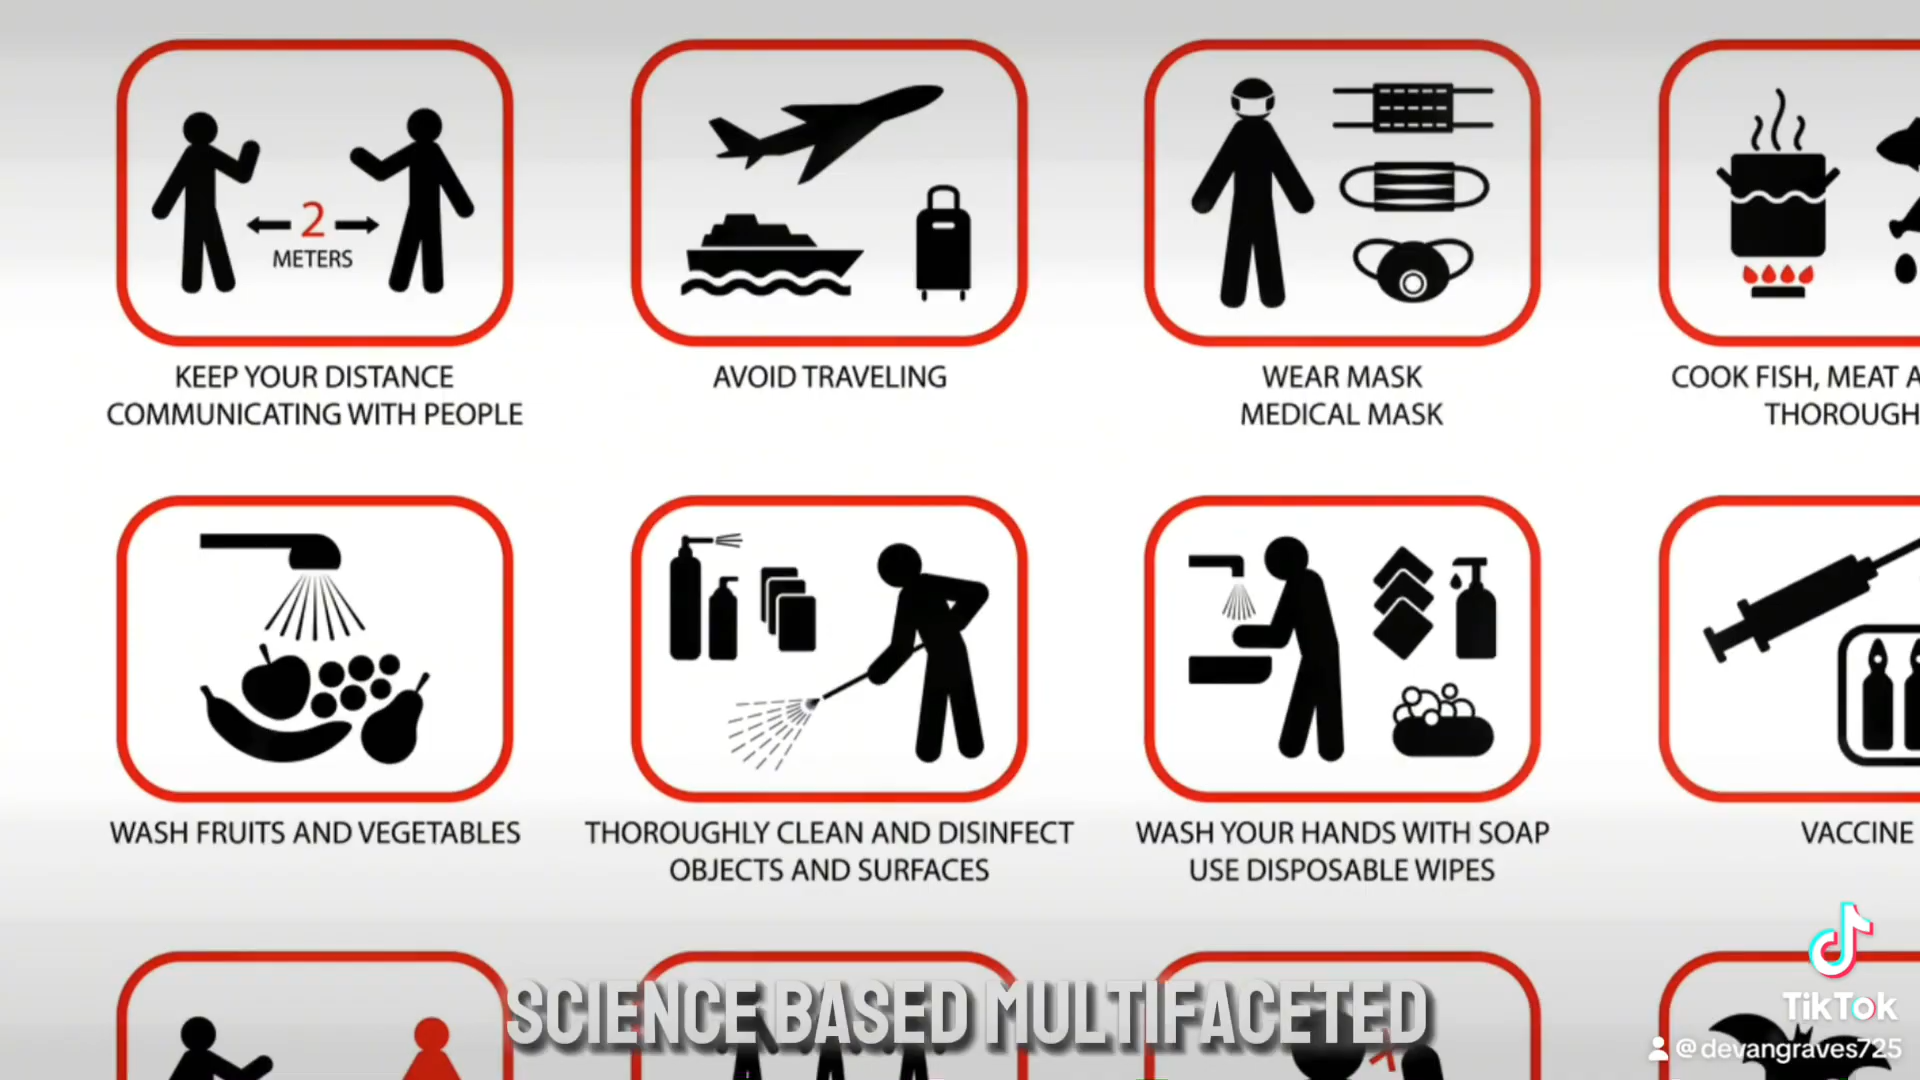 2
METERS
KEEP YOUR DISTANCE
COMMUNICATING WITH PEOPLE
AVOID TRAVELING
WEAR MASK
MEDICAL MASK
COOK FISH, MEAT A
THOROUGH
WASH FRUITS AND VEGETABLES
THOROUGHLY CLEAN AND DISINFECT
OBJECTS AND SURFACES
WASH YOUR HANDS WITH SOAP
USE DISPOSABLE WIPES
VACCINE
SCIENCE BASED MULTIFACETED
TikTok
@devangraves725